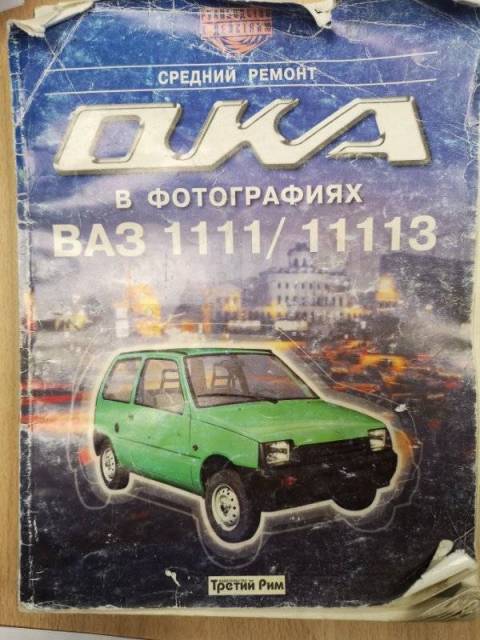 СРЕДНИЙ РЕМОНТ
ОКА
В ФОТОГРАФИЯХ
ВАЗ 1111/11113
Третий Рим